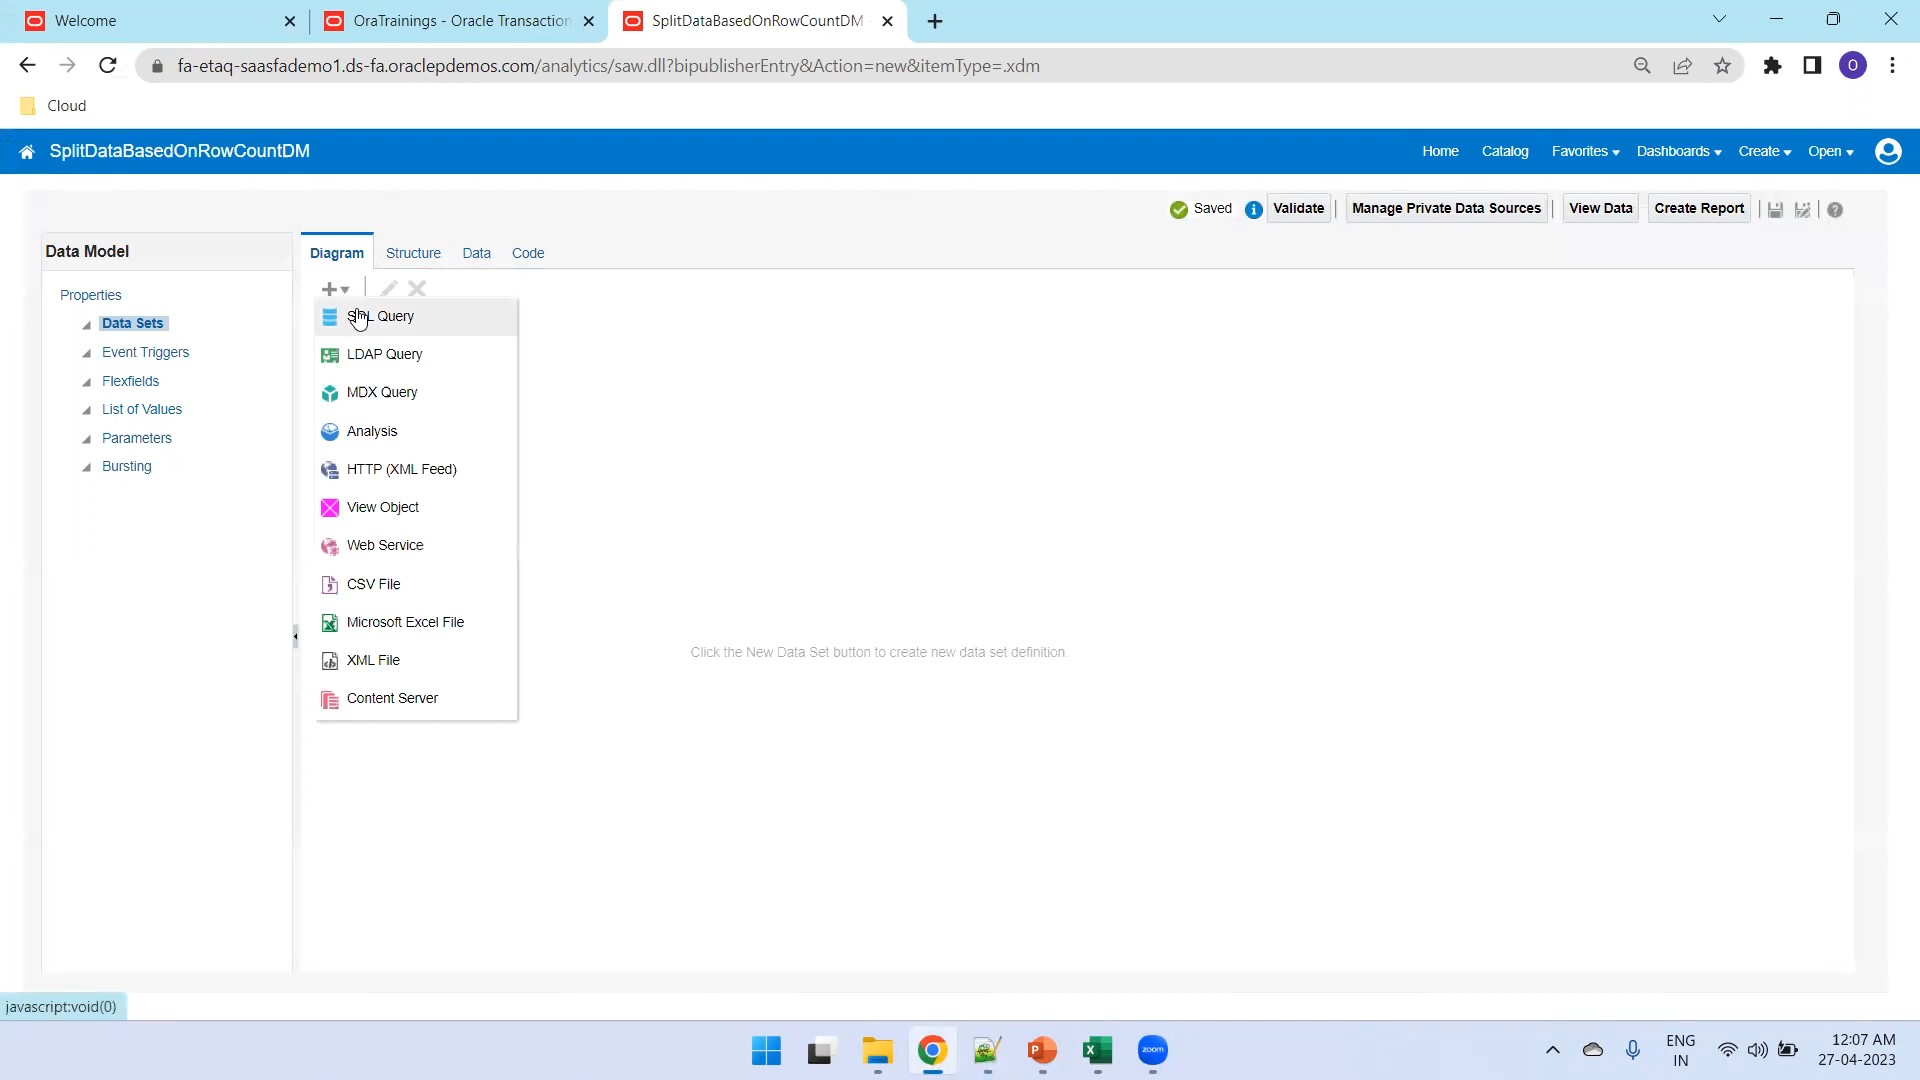 Welcome
OraTrainings - Oracle Transaction
SplitDataBasedOnRowCountDM
fa-etaq-saasfademo1.ds-fa.oraclepdemos.com/analytics/saw.dll?bipublisherEntry&Action=new&itemType=.xdm
O
Cloud
SplitDataBasedOnRowCountDM
Home
Catalog
Favorites
Dashboards
Create
Open
Saved
Validate
Manage Private Data Sources
View Data
Create Report
Data Model
Diagram
Structure
Data
Code
Properties
Data Sets
Event Triggers
Flexfields
List of Values
Parameters
Bursting
SQL Query
LDAP Query
MDX Query
Analysis
HTTP (XML Feed)
View Object
Web Service
CSV File
Microsoft Excel File
XML File
Content Server
Click the New Data Set button to create new data set definition.
javascript:void(0)
zoom
ENG
IN
12:07 AM
27-04-2023